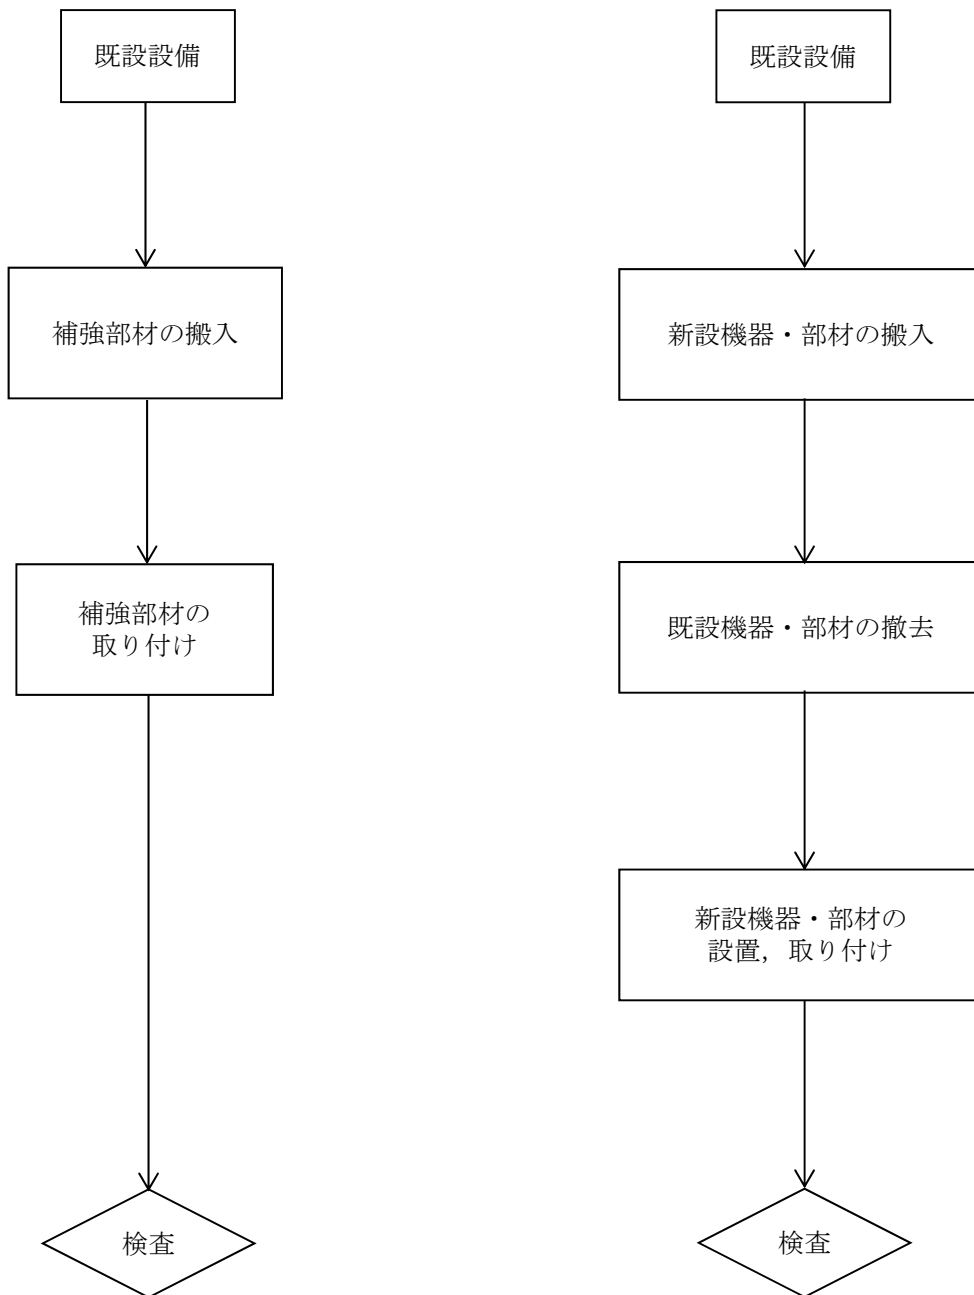 既設設備
補強部材の搬入
補強部材の
取り付け
検査
既設設備
新設機器・部材の搬入
既設機器・部材の撤去
新設機器・部材の
設置，取り付け
検査